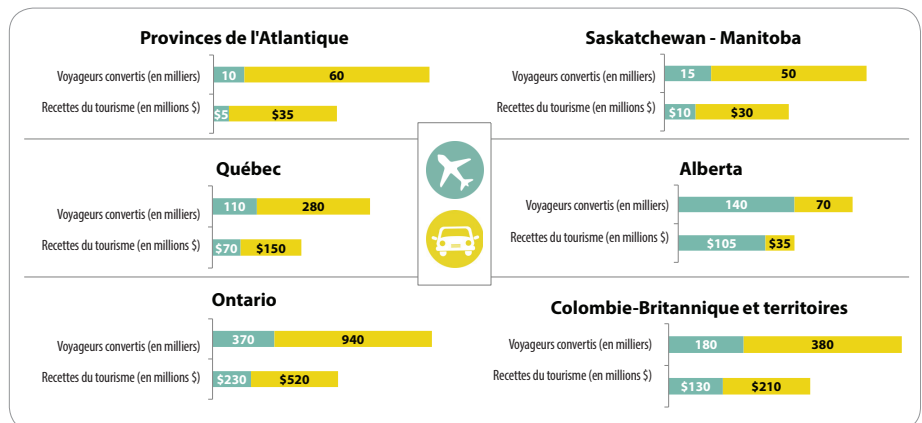 Provinces de l'Atlantique
Voyageurs convertis (en milliers) 10 60
Recettes du tourisme (en millions $) $5 $35
Saskatchewan - Manitoba
Voyageurs convertis (en milliers) 15 50
Recettes du tourisme (en millions $) $10 $30
Québec
Voyageurs convertis (en milliers) 110 280
Recettes du tourisme (en millions $) $70 $150
Alberta
Voyageurs convertis (en milliers) 140 70
Recettes du tourisme (en millions $) $105 $35
Ontario
Voyageurs convertis (en milliers) 370 940
Recettes du tourisme (en millions $) $230 $520
Colombie-Britannique et territoires
Voyageurs convertis (en milliers) 180 380
Recettes du tourisme (en millions $) $130 $210